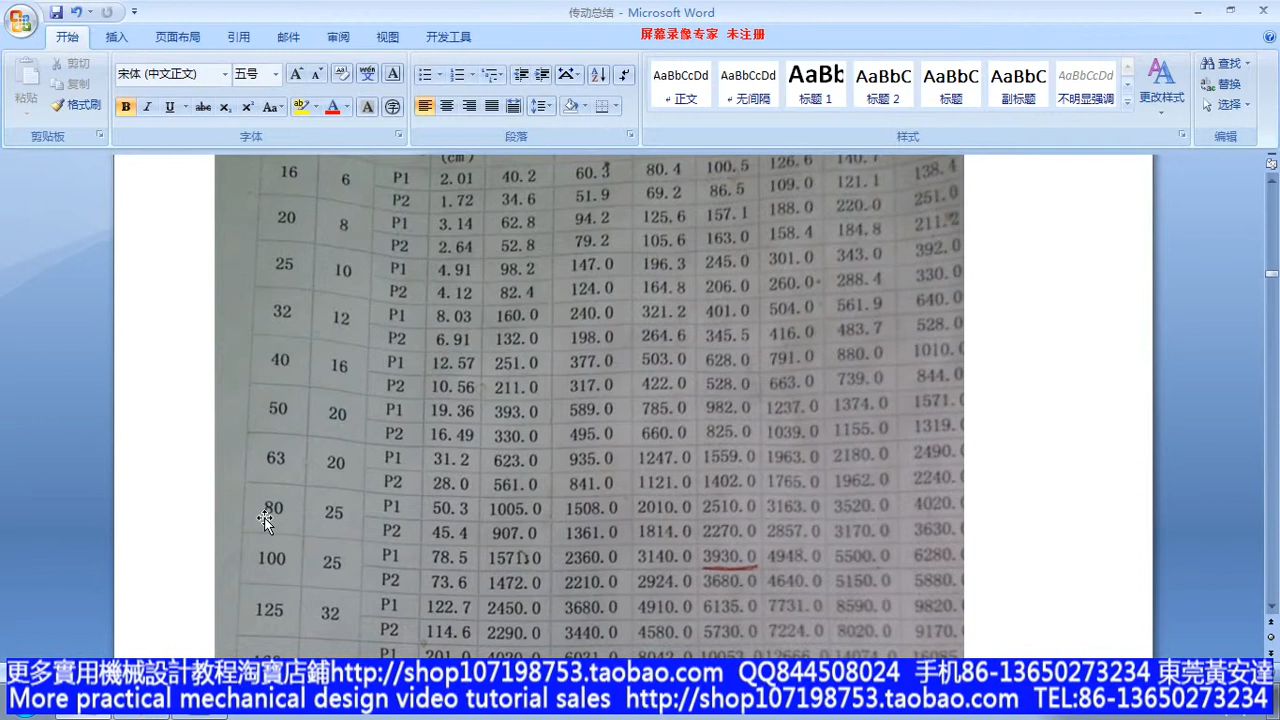 传动总结 - Microsoft Word
开始 插入 页面布局 引用 邮件 审阅 视图 开发工具
屏幕录像专家 未注册
粘贴 剪切 复制 格式刷
宋体 (中文正文) 五号
AaBbCcDd AaBbCcDd AaBb AaBbC AaBbC AaBbC AaBbCcDd
正文 无间隔 标题 1 标题 2 标题 副标题 不明显强调
更改样式
查找 替换 选择
剪贴板 字体 段落 样式 编辑
(cm)
16 6 P1 2.01 40.2 60.3 80.4 100.5 126.6 140.7
P2 1.72 34.6 51.9 69.2 86.5 109.0 121.1 138.4
20 8 P1 3.14 62.8 94.2 125.6 157.1 188.0 220.0 251.0
P2 2.64 52.8 79.2 105.6 163.0 158.4 184.8 211.2
25 10 P1 4.91 98.2 147.0 196.3 245.0 301.0 343.0 392.0
P2 4.12 82.4 124.0 164.8 206.0 260.0 288.4 330.0
32 12 P1 8.03 160.0 240.0 321.2 401.0 504.0 561.9 640.0
P2 6.91 132.0 198.0 264.6 345.5 416.0 483.7 528.0
40 16 P1 12.57 251.0 377.0 503.0 628.0 791.0 880.0 1010.0
P2 10.56 211.0 317.0 422.0 528.0 663.0 739.0 844.0
50 20 P1 19.36 393.0 589.0 785.0 982.0 1237.0 1374.0 1571.0
P2 16.49 330.0 495.0 660.0 825.0 1039.0 1155.0 1319.0
63 20 P1 31.2 623.0 935.0 1247.0 1559.0 1963.0 2180.0 2490.0
P2 28.0 561.0 841.0 1121.0 1402.0 1765.0 1962.0 2240.0
80 25 P1 50.3 1005.0 1508.0 2010.0 2510.0 3163.0 3520.0 4020.0
P2 45.4 907.0 1361.0 1814.0 2270.0 2857.0 3170.0 3630.0
100 25 P1 78.5 1571.0 2360.0 3140.0 3930.0 4948.0 5500.0 6280.0
P2 73.6 1472.0 2210.0 2924.0 3680.0 4640.0 5150.0 5880.0
125 32 P1 122.7 2450.0 3680.0 4910.0 6135.0 7731.0 8590.0 9820.0
P2 114.6 2290.0 3440.0 4580.0 5730.0 7224.0 8020.0 9170.0
更多實用機械設計教程淘寶店鋪http://shop107198753.taobao.com QQ844508024 手机86-13650273234 東莞黃安達
More practical mechanical design video tutorial sales http://shop107198753.taobao.com TEL:86-13650273234